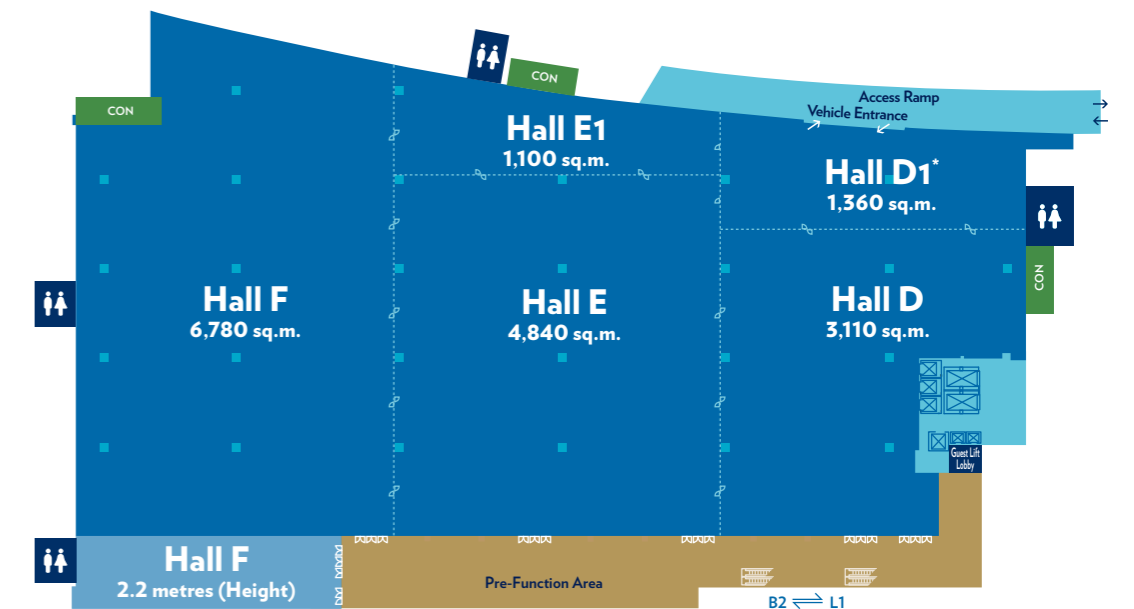 CON
CON
Access Ramp
Vehicle Entrance
Hall E1
1,100 sq.m.
Hall D1*
1,360 sq.m.
CON
Hall F
6,780 sq.m.
Hall E
4,840 sq.m.
Hall D
3,110 sq.m.
Guest Lift
Lobby
Hall F
2.2 metres (Height)
Pre-Function Area
B2 ⇌ L1